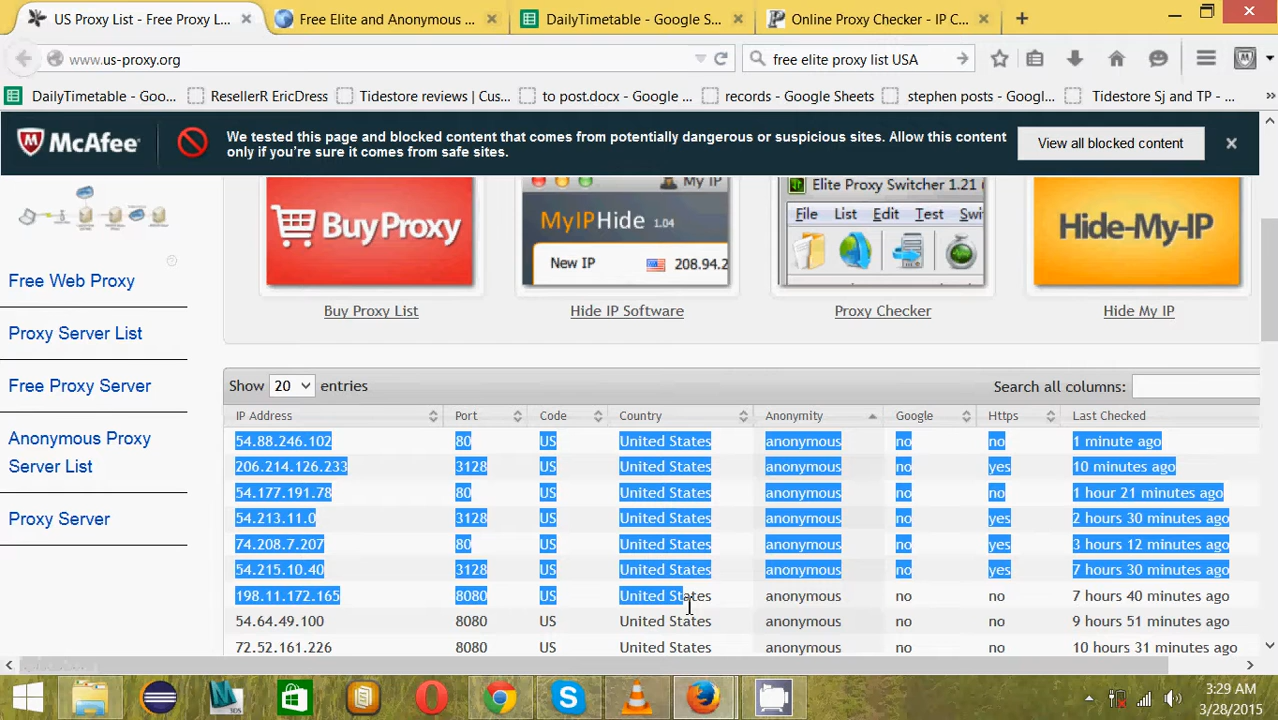 US Proxy List - Free Proxy L...
Free Elite and Anonymous ...
DailyTimetable - Google S...
Online Proxy Checker - IP C...
www.us-proxy.org
free elite proxy list USA
DailyTimetable - Goo...
ResellerR EricDress
Tidestore reviews | Cus...
to post.docx - Google ...
records - Google Sheets
stephen posts - Googl...
Tidestore Sj and TP - ...
McAfee
We tested this page and blocked content that comes from potentially dangerous or suspicious sites. Allow this content
only if you're sure it comes from safe sites.
View all blocked content
Free Web Proxy
Proxy Server List
Free Proxy Server
Anonymous Proxy
Server List
Proxy Server
BuyProxy
My IP
MyIPHide 1.04
New IP 208.94.2
Elite Proxy Switcher 1.21 (
File List Edit Test Swi
Hide-My-IP
Buy Proxy List
Hide IP Software
Proxy Checker
Hide My IP
Show 20 entries
Search all columns:
IP Address Port Code Country Anonymity Google Https Last Checked
54.88.246.102 80 US United States anonymous no no 1 minute ago
206.214.126.233 3128 US United States anonymous no yes 10 minutes ago
54.177.191.78 80 US United States anonymous no no 1 hour 21 minutes ago
54.213.11.0 3128 US United States anonymous no yes 2 hours 30 minutes ago
74.208.7.207 80 US United States anonymous no yes 3 hours 12 minutes ago
54.215.10.40 3128 US United States anonymous no yes 7 hours 30 minutes ago
198.11.172.165 8080 US United States anonymous no no 7 hours 40 minutes ago
54.64.49.100 8080 US United States anonymous no no 9 hours 51 minutes ago
72.52.161.226 8080 US United States anonymous no no 10 hours 31 minutes ago
3:29 AM
3/28/2015